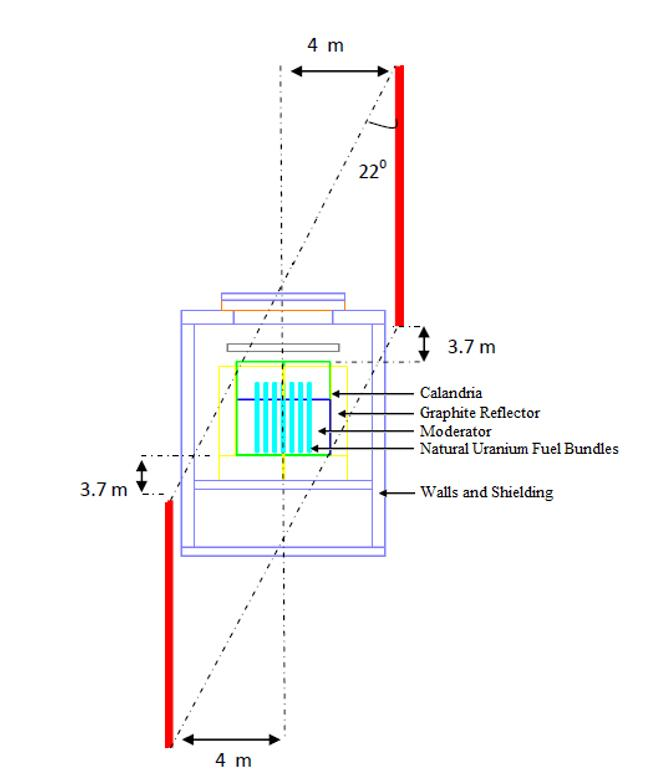 4 m
22⁰
3.7 m
Calandria
Graphite Reflector
Moderator
Natural Uranium Fuel Bundles
3.7 m
Walls and Shielding
4 m